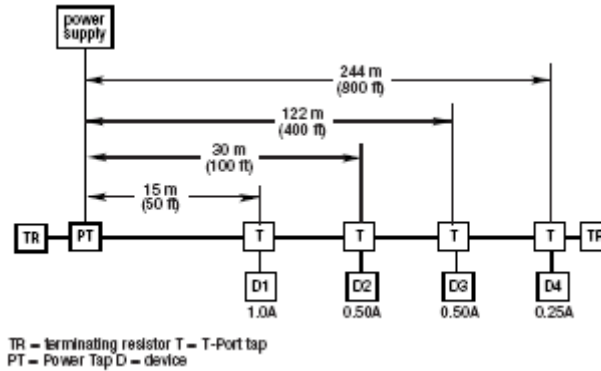 power
supply
244 m
(800 ft)
122 m
(400 ft)
30 m
(100 ft)
15 m
(50 ft)
TR PT T T T T TR
D1 D2 D3 D4
1.0A 0.50A 0.50A 0.25A
TR = terminating resistor T = T-Port tap
PT = Power Tap D = device